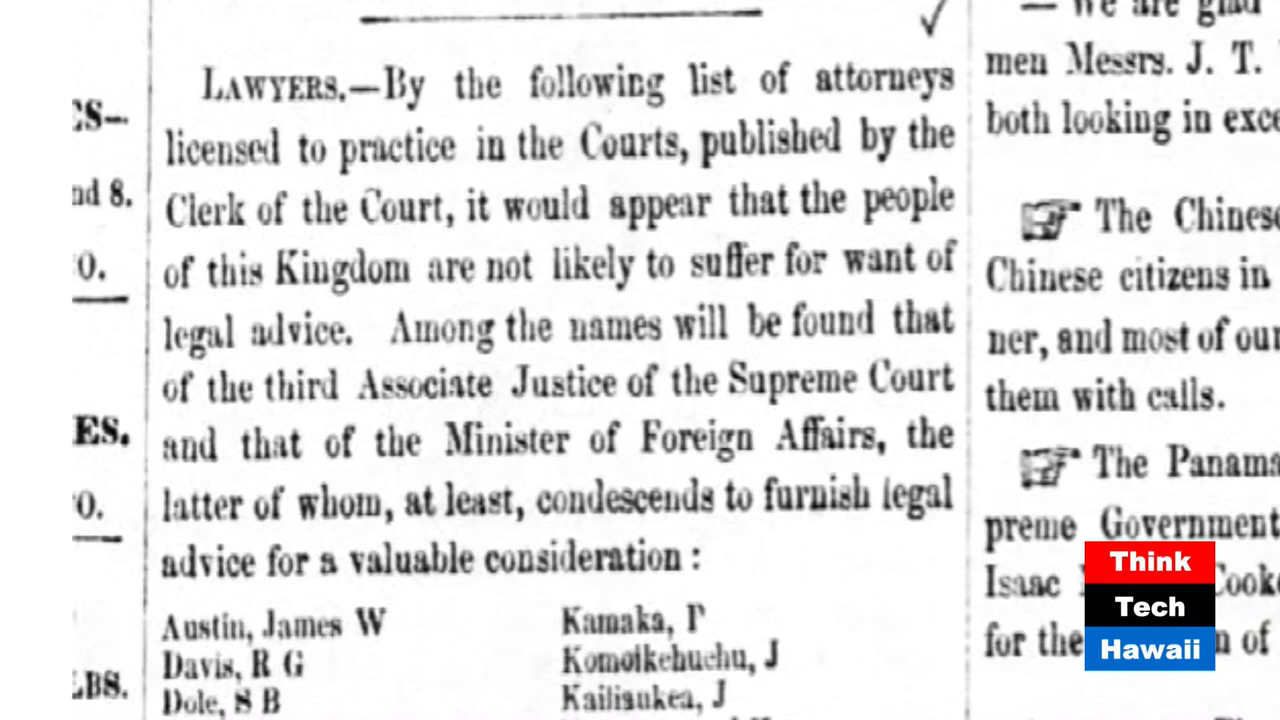 CS–
nd 8.
O.
ES.
O.
LBS.
LAWYERS.—By the following list of attorneys
licensed to practice in the Courts, published by the
Clerk of the Court, it would appear that the people
of this Kingdom are not likely to suffer for want of
legal advice. Among the names will be found that
of the third Associate Justice of the Supreme Court
and that of the Minister of Foreign Affairs, the
latter of whom, at least, condescends to furnish legal
advice for a valuable consideration :
Austin, James W
Davis, R G
Dole, S B
Kamaka, P
Komoikehuehu, J
Kailiaukea, J
— We are glad
men Messrs. J. T.
both looking in exce
☞ The Chinese
Chinese citizens in
ner, and most of our
them with calls.
☞ The Panama
preme Government
Isaac Cooke
for the n of
Think
Tech
Hawaii